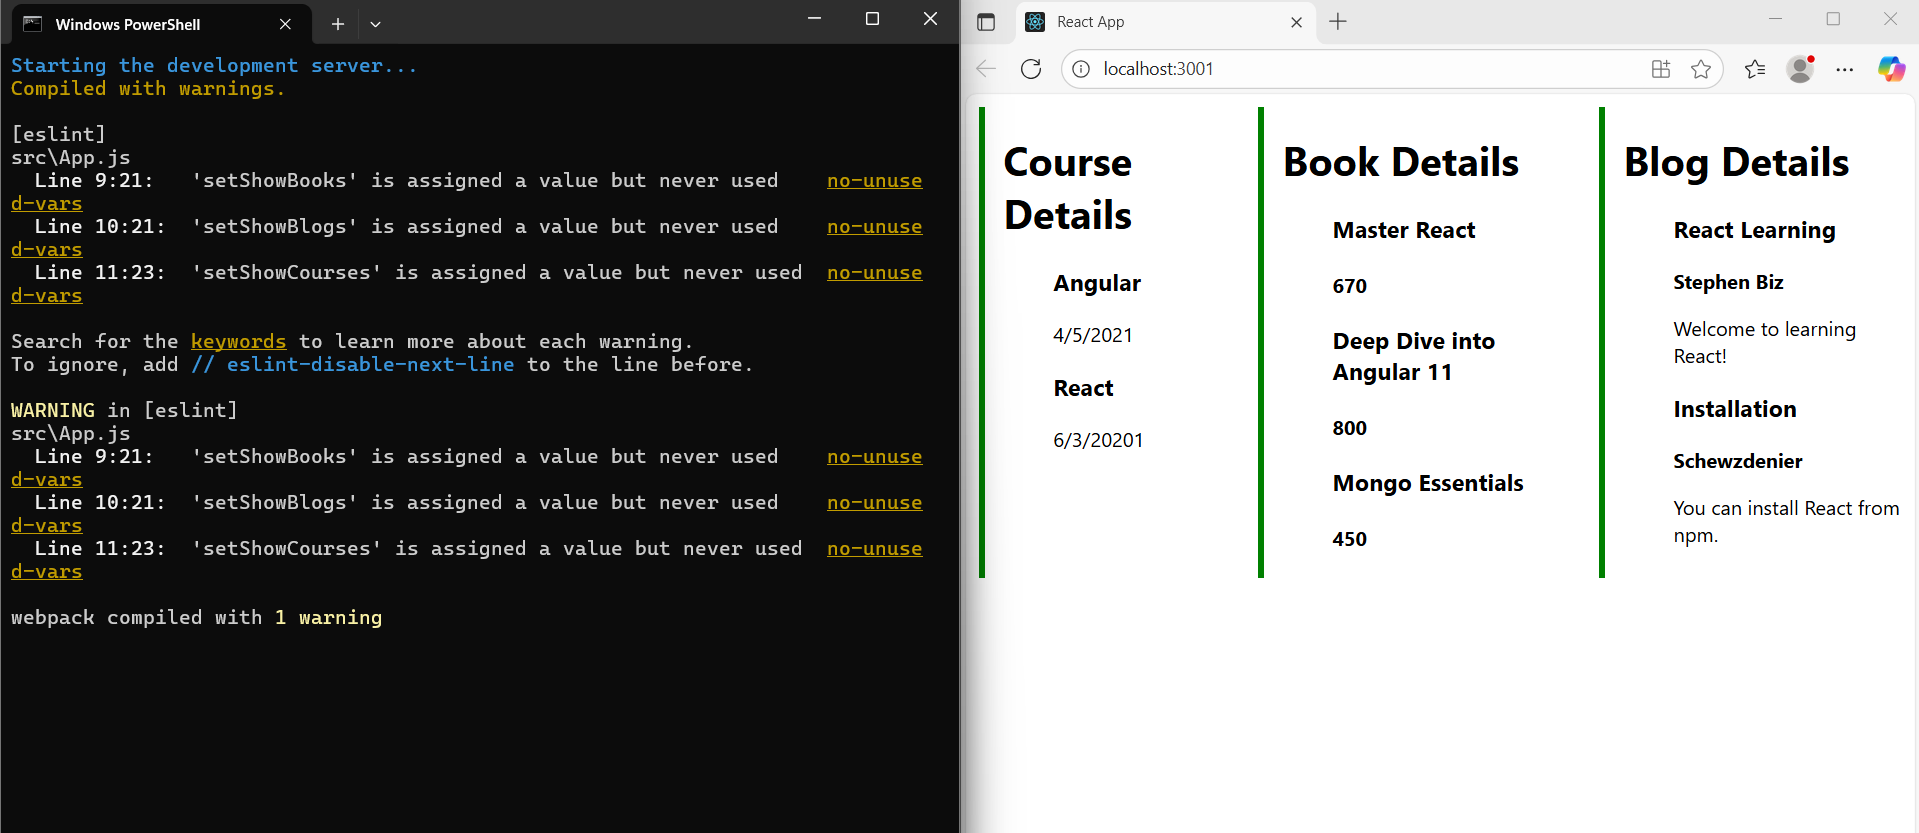 Windows PowerShell
Starting the development server...
Compiled with warnings.
[eslint]
src\App.js
Line 9:21: 'setShowBooks' is assigned a value but never used no-unuse
d-vars
Line 10:21: 'setShowBlogs' is assigned a value but never used no-unuse
d-vars
Line 11:23: 'setShowCourses' is assigned a value but never used no-unuse
d-vars
Search for the keywords to learn more about each warning.
To ignore, add // eslint-disable-next-line to the line before.
WARNING in [eslint]
src\App.js
Line 9:21: 'setShowBooks' is assigned a value but never used no-unuse
d-vars
Line 10:21: 'setShowBlogs' is assigned a value but never used no-unuse
d-vars
Line 11:23: 'setShowCourses' is assigned a value but never used no-unuse
d-vars
webpack compiled with 1 warning
React App
localhost:3001
Course
Details
Angular
4/5/2021
React
6/3/20201
Book Details
Master React
670
Deep Dive into
Angular 11
800
Mongo Essentials
450
Blog Details
React Learning
Stephen Biz
Welcome to learning
React!
Installation
Schewzdenier
You can install React from
npm.